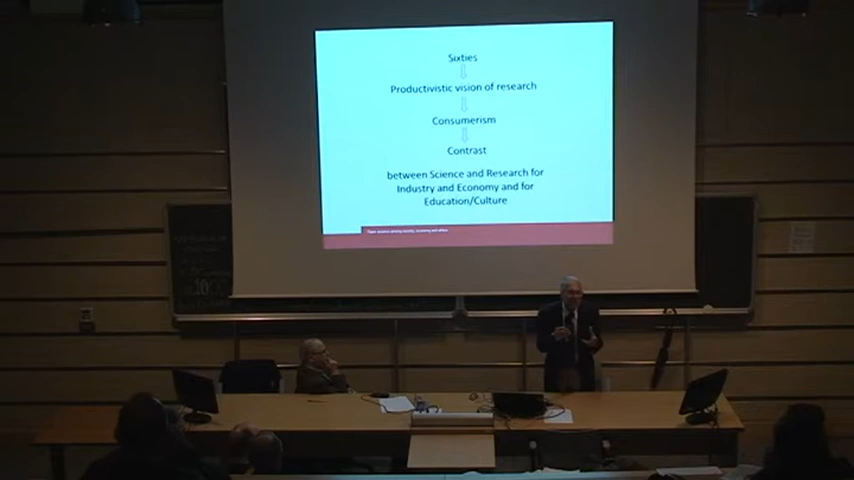 Sixties
Productivistic vision of research
Consumerism
Contrast
between Science and Research for
Industry and Economy and for
Education/Culture